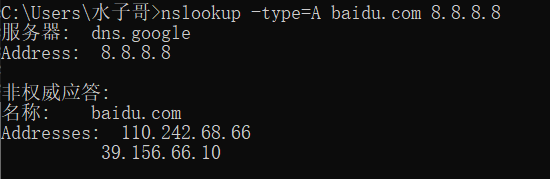 C:\Users\水子哥>nslookup -type=A baidu.com 8.8.8.8
服务器:  dns.google
Address:  8.8.8.8
非权威应答:
名称:    baidu.com
Addresses:  110.242.68.66
39.156.66.10